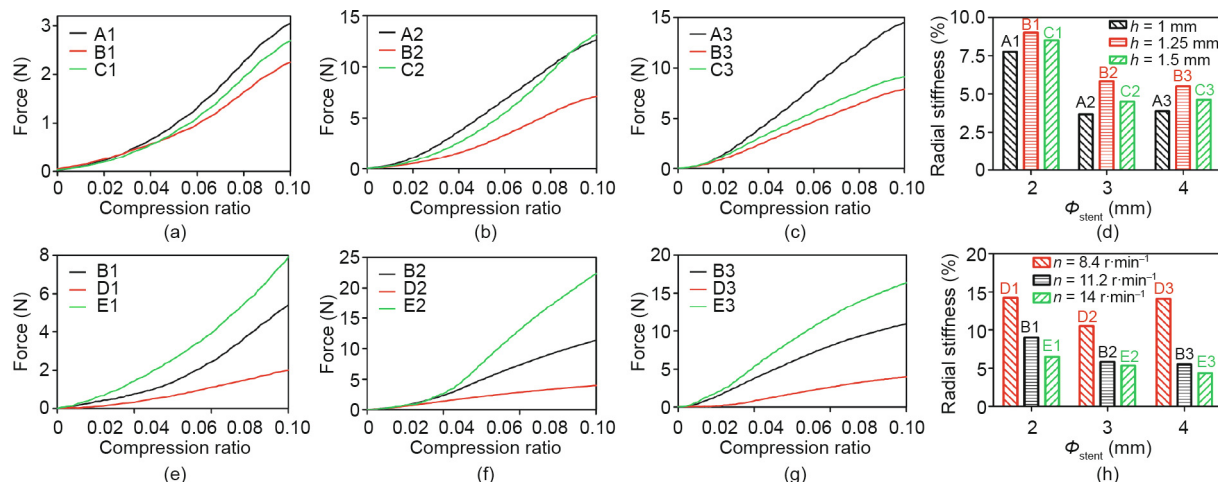 3
2
1
0
Force (N)
A1
B1
C1
0 0.02 0.04 0.06 0.08 0.10
Compression ratio
(a)
15
10
5
0
Force (N)
A2
B2
C2
0 0.02 0.04 0.06 0.08 0.10
Compression ratio
(b)
15
10
5
0
Force (N)
A3
B3
C3
0 0.02 0.04 0.06 0.08 0.10
Compression ratio
(c)
10.0
7.5
5.0
2.5
0
Radial stiffness (%)
h = 1 mm
h = 1.25 mm
h = 1.5 mm
A1 B1 C1
A2 B2 C2
A3 B3 C3
2 3 4
Φstent (mm)
(d)
8
6
4
2
0
Force (N)
B1
D1
E1
0 0.02 0.04 0.06 0.08 0.10
Compression ratio
(e)
25
20
15
10
5
0
Force (N)
B2
D2
E2
0 0.02 0.04 0.06 0.08 0.10
Compression ratio
(f)
20
15
10
5
0
Force (N)
B3
D3
E3
0 0.02 0.04 0.06 0.08 0.10
Compression ratio
(g)
20
15
10
5
0
Radial stiffness (%)
n = 8.4 r·min⁻¹
n = 11.2 r·min⁻¹
n = 14 r·min⁻¹
D1 B1 E1
D2 B2 E2
D3 B3 E3
2 3 4
Φstent (mm)
(h)